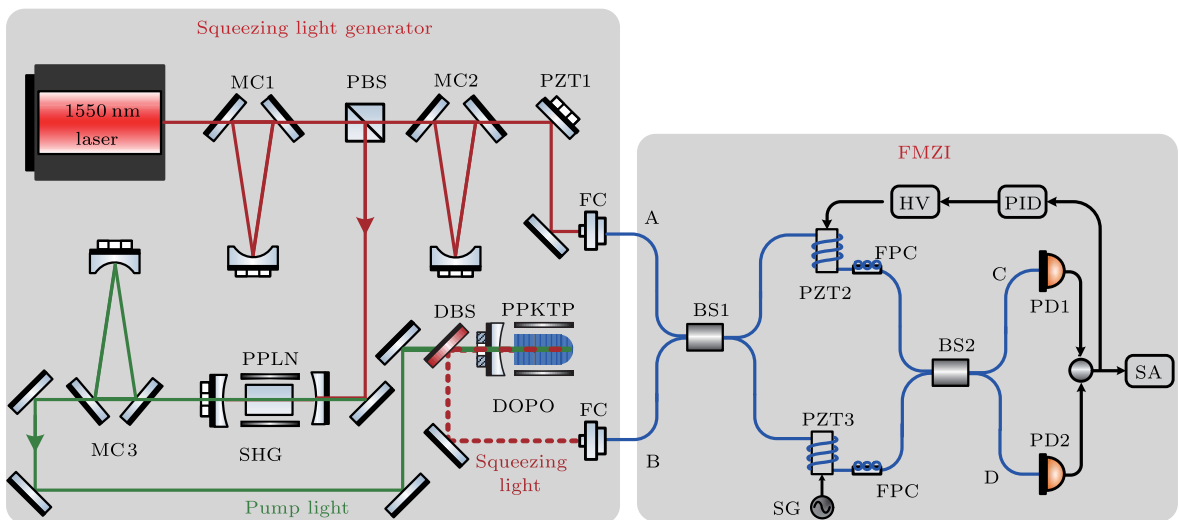 Squeezing light generator
MC1
PBS
MC2
PZT1
1550 nm
laser
FMZI
FC
A
HV
PID
FPC
C
PZT2
PD1
DBS
PPKTP
BS1
BS2
PPLN
SA
DOPO
FC
PZT3
PD2
MC3
SHG
B
Squeezing
light
D
FPC
Pump light
SG